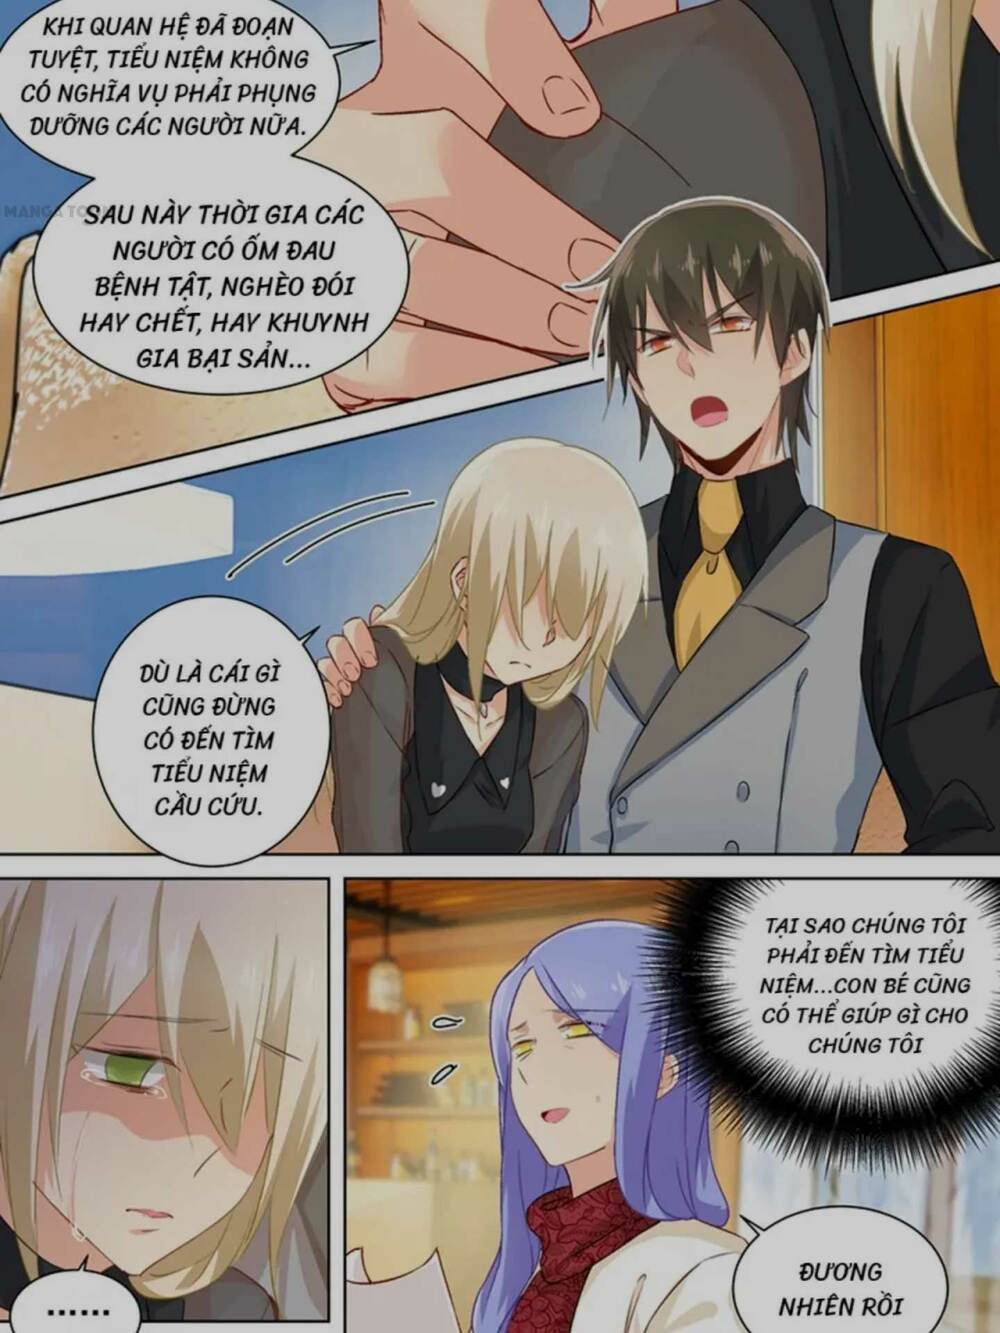 KHI QUAN HỆ ĐÃ ĐOẠN
TUYỆT, TIỂU NIỆM KHÔNG
CÓ NGHĨA VỤ PHẢI PHỤNG
DƯỠNG CÁC NGƯỜI NỮA.
SAU NÀY THỜI GIA CÁC
NGƯỜI CÓ ỐM ĐAU
BỆNH TẬT, NGHÈO ĐÓI
HAY CHẾT, HAY KHUYNH
GIA BẠI SẢN...
DÙ LÀ CÁI GÌ
CŨNG ĐỪNG
CÓ ĐẾN TÌM
TIỂU NIỆM
CẦU CỨU.
TẠI SAO CHÚNG TÔI
PHẢI ĐẾN TÌM TIỂU
NIỆM...CON BÉ CŨNG
CÓ THỂ GIÚP GÌ CHO
CHÚNG TÔI
......
ĐƯƠNG
NHIÊN RỒI